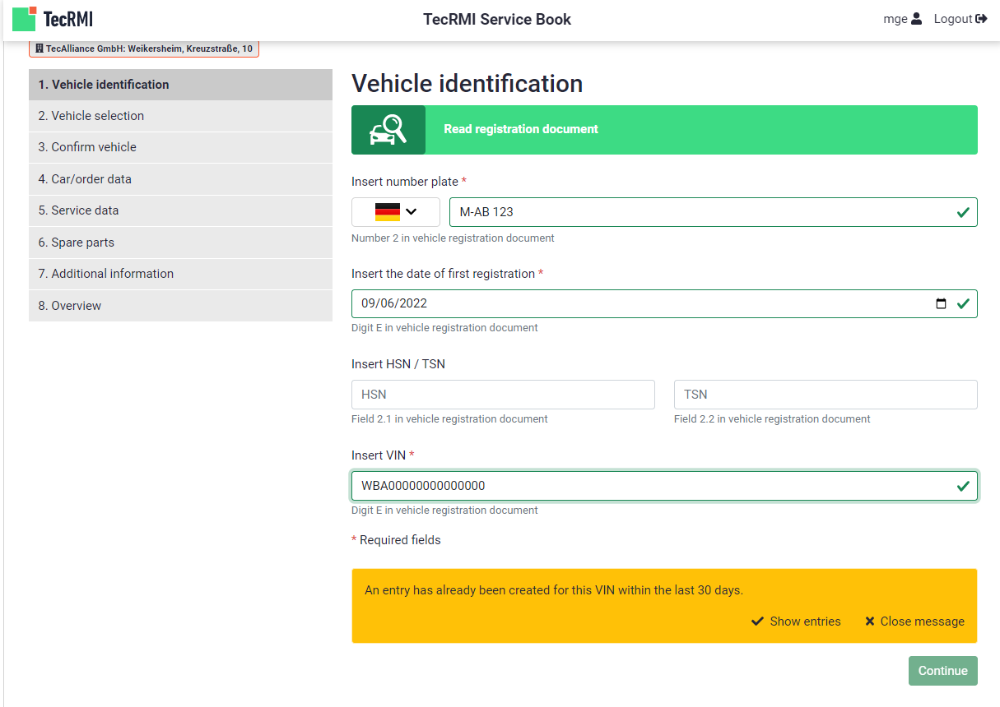 TecRMI
TecRMI Service Book
mge
Logout
TecAlliance GmbH: Weikersheim, Kreuzstraße, 10
1. Vehicle identification
2. Vehicle selection
3. Confirm vehicle
4. Car/order data
5. Service data
6. Spare parts
7. Additional information
8. Overview
Vehicle identification
Read registration document
Insert number plate *
M-AB 123
Number 2 in vehicle registration document
Insert the date of first registration *
09/06/2022
Digit E in vehicle registration document
Insert HSN / TSN
HSN
TSN
Field 2.1 in vehicle registration document
Field 2.2 in vehicle registration document
Insert VIN *
WBA00000000000000
Digit E in vehicle registration document
* Required fields
An entry has already been created for this VIN within the last 30 days.
Show entries
Close message
Continue